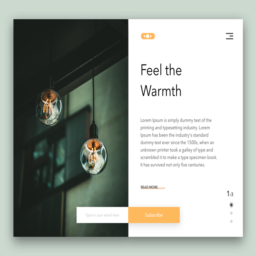 Feel the
Warmth
Lorem Ipsum is simply dummy text of the
printing and typesetting industry. Lorem
Ipsum has been the industry's standard
dummy text ever since the 1500s, when an
unknown printer took a galley of type and
scrambled it to make a type specimen book.
It has survived not only five centuries.
READ MORE
1
Subscribe